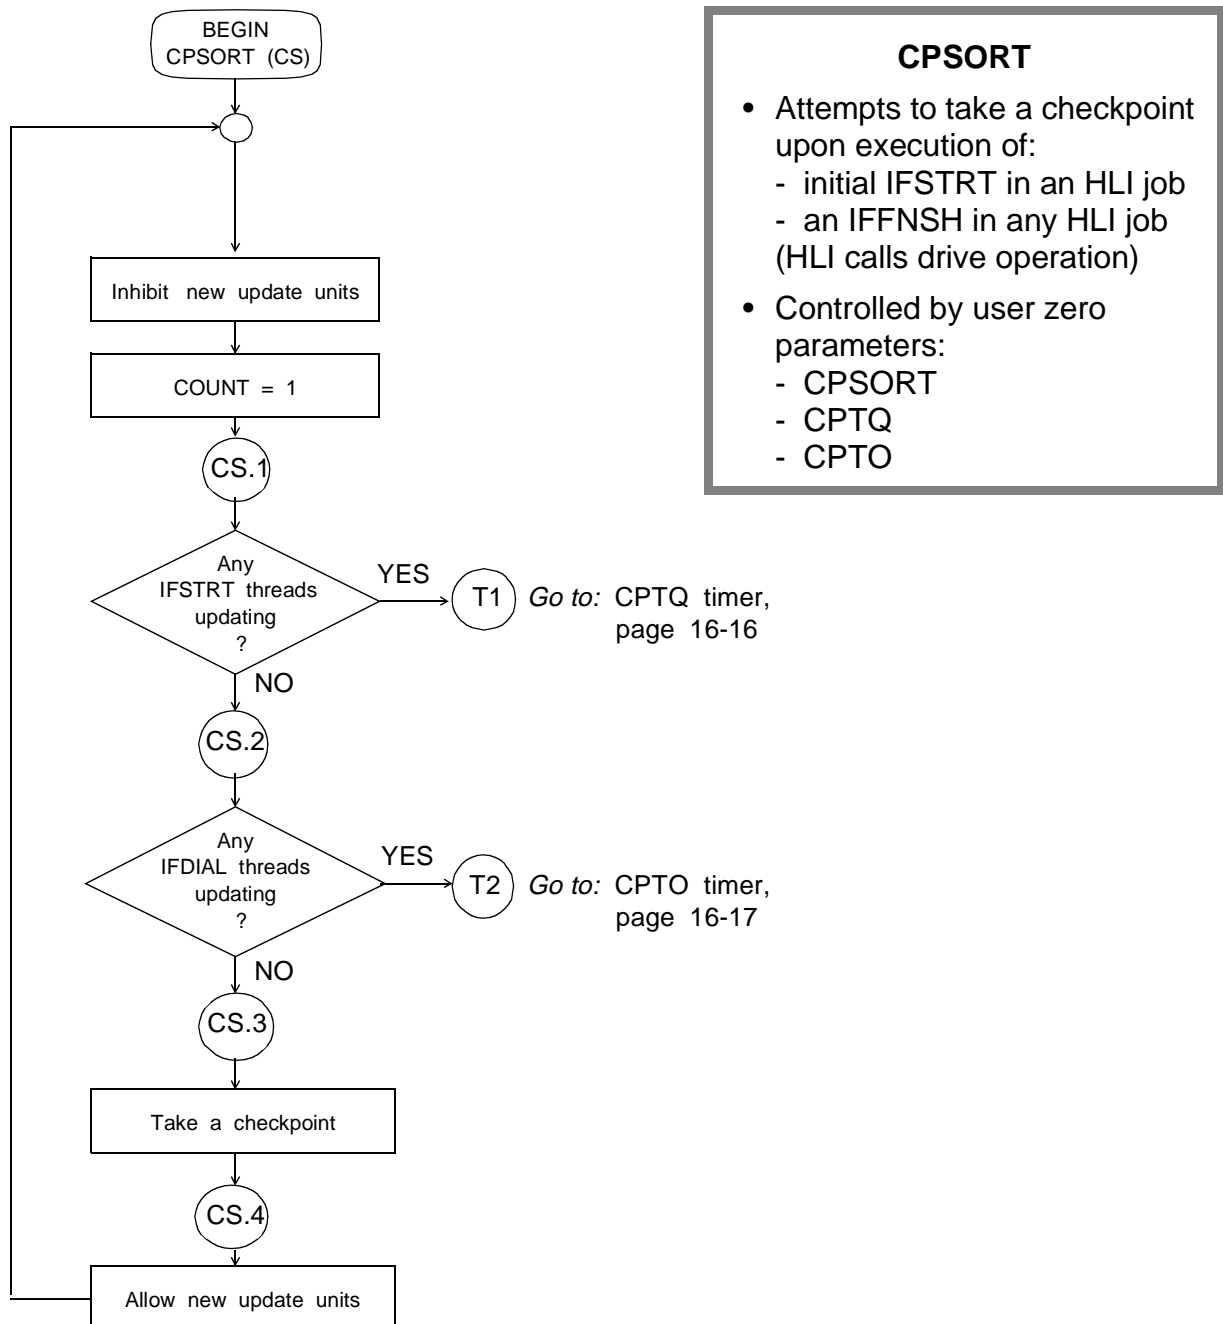 BEGIN
CPSORT (CS)
Inhibit new update units
COUNT = 1
CS.1
Any
IFSTRT threads
updating
?
YES
T1
Go to: CPTQ timer,
page 16-16
NO
CS.2
Any
IFDIAL threads
updating
?
YES
T2
Go to: CPTO timer,
page 16-17
NO
CS.3
Take a checkpoint
CS.4
Allow new update units
CPSORT
• Attempts to take a checkpoint
upon execution of:
- initial IFSTRT in an HLI job
- an IFFNSH in any HLI job
(HLI calls drive operation)
• Controlled by user zero
parameters:
- CPSORT
- CPTQ
- CPTO